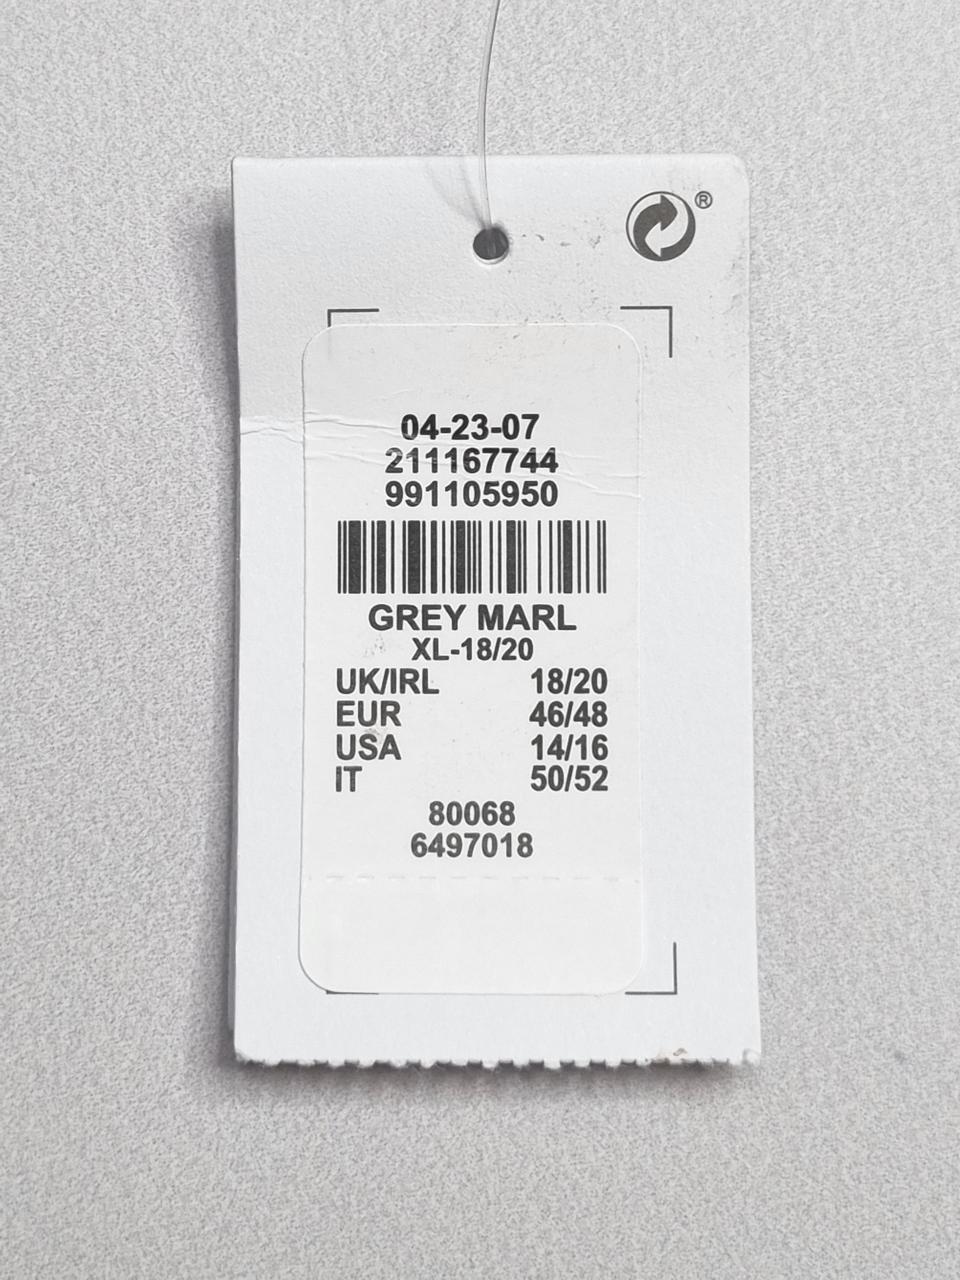 ®
04-23-07
211167744
991105950
GREY MARL
XL-18/20
UK/IRL 18/20
EUR 46/48
USA 14/16
IT 50/52
80068
6497018